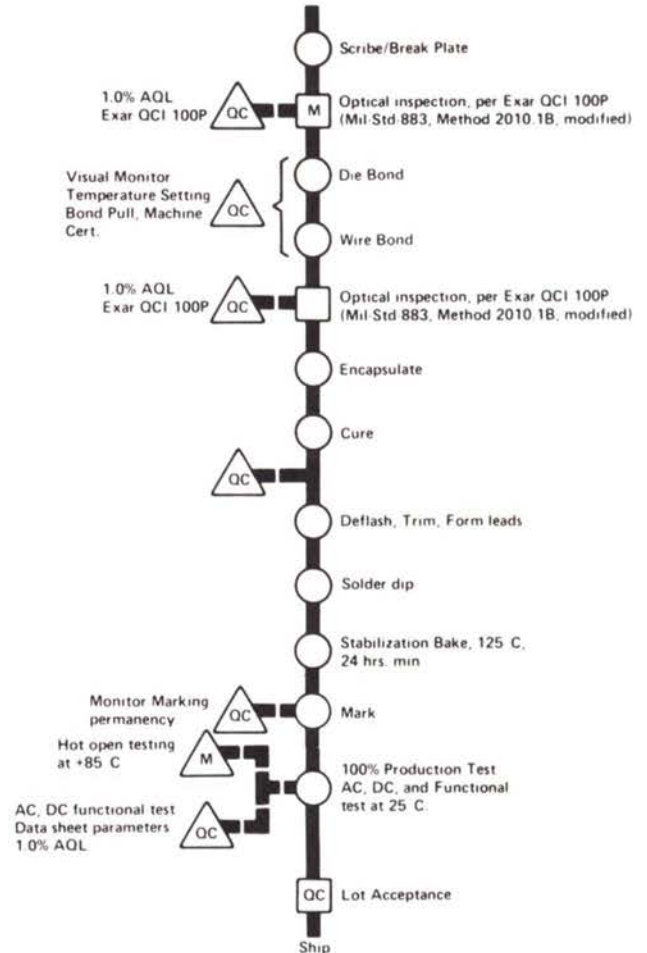 Scribe/Break Plate
1.0% AQL
Exar QCI 100P
QC
M
Optical inspection, per Exar QCI 100P
(Mil-Std-883, Method 2010.1B, modified)
Visual Monitor
Temperature Setting
Bond Pull, Machine
Cert.
QC
Die Bond
Wire Bond
1.0% AQL
Exar QCI 100P
QC
Optical inspection, per Exar QCI 100P
(Mil-Std-883, Method 2010.1B, modified)
Encapsulate
Cure
QC
Deflash, Trim, Form leads
Solder dip
Stabilization Bake, 125 C,
24 hrs. min
Monitor Marking
permanency
QC
Mark
Hot open testing
at +85 C
M
100% Production Test
AC, DC, and Functional
test at 25 C.
AC, DC functional test
Data sheet parameters
1.0% AQL
QC
QC
Lot Acceptance
Ship